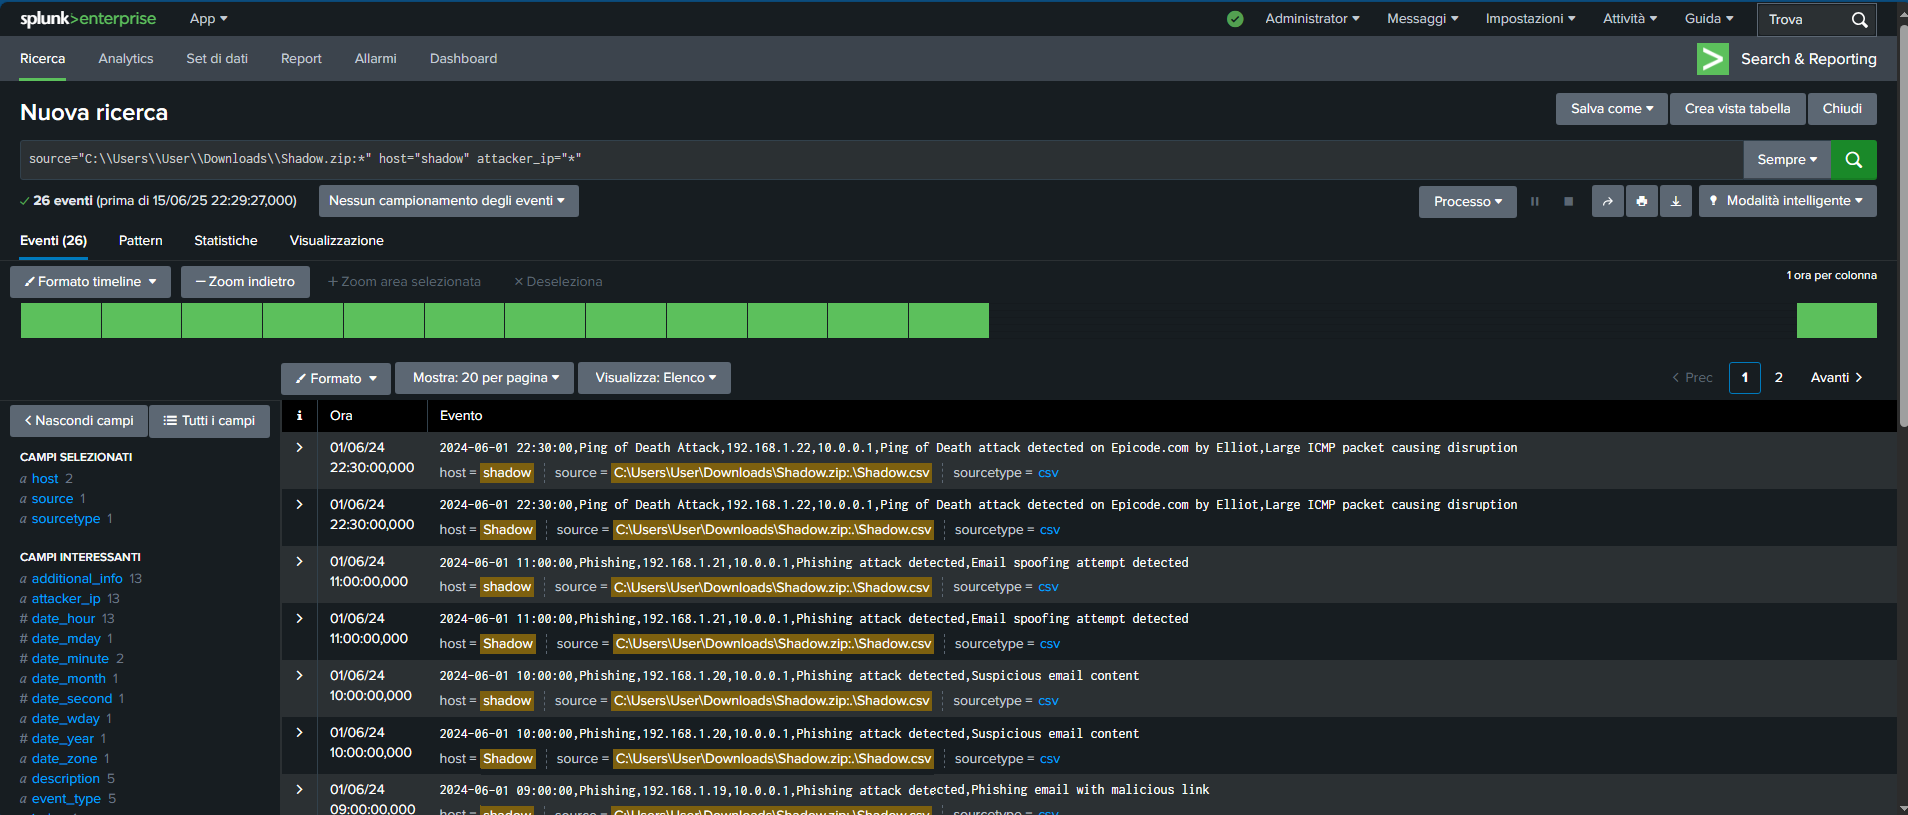 splunk>enterprise App Administrator Messaggi Impostazioni Attività Guida Trova
Ricerca Analytics Set di dati Report Allarmi Dashboard > Search & Reporting
Nuova ricerca Salva come Crea vista tabella Chiudi
source="C:\\Users\\User\\Downloads\\Shadow.zip:*" host="shadow" attacker_ip="*" Sempre
26 eventi (prima di 15/06/25 22:29:27,000) Nessun campionamento degli eventi Processo Modalità intelligente
Eventi (26) Pattern Statistiche Visualizzazione
Formato timeline — Zoom indietro + Zoom area selezionata × Deseleziona 1 ora per colonna
Formato Mostra: 20 per pagina Visualizza: Elenco < Prec 1 2 Avanti >
< Nascondi campi Tutti i campi
CAMPI SELEZIONATI
a host 2
a source 1
a sourcetype 1
CAMPI INTERESSANTI
a additional_info 13
a attacker_ip 13
# date_hour 13
# date_mday 1
# date_minute 2
a date_month 1
# date_second 1
a date_wday 1
# date_year 1
a date_zone 1
a description 5
a event_type 5
i Ora Evento
> 01/06/24 22:30:00,000 2024-06-01 22:30:00,Ping of Death Attack,192.168.1.22,10.0.0.1,Ping of Death attack detected on Epicode.com by Elliot,Large ICMP packet causing disruption
host = shadow source = C:\Users\User\Downloads\Shadow.zip:.\Shadow.csv sourcetype = csv
> 01/06/24 22:30:00,000 2024-06-01 22:30:00,Ping of Death Attack,192.168.1.22,10.0.0.1,Ping of Death attack detected on Epicode.com by Elliot,Large ICMP packet causing disruption
host = Shadow source = C:\Users\User\Downloads\Shadow.zip:.\Shadow.csv sourcetype = csv
> 01/06/24 11:00:00,000 2024-06-01 11:00:00,Phishing,192.168.1.21,10.0.0.1,Phishing attack detected,Email spoofing attempt detected
host = shadow source = C:\Users\User\Downloads\Shadow.zip:.\Shadow.csv sourcetype = csv
> 01/06/24 11:00:00,000 2024-06-01 11:00:00,Phishing,192.168.1.21,10.0.0.1,Phishing attack detected,Email spoofing attempt detected
host = Shadow source = C:\Users\User\Downloads\Shadow.zip:.\Shadow.csv sourcetype = csv
> 01/06/24 10:00:00,000 2024-06-01 10:00:00,Phishing,192.168.1.20,10.0.0.1,Phishing attack detected,Suspicious email content
host = shadow source = C:\Users\User\Downloads\Shadow.zip:.\Shadow.csv sourcetype = csv
> 01/06/24 10:00:00,000 2024-06-01 10:00:00,Phishing,192.168.1.20,10.0.0.1,Phishing attack detected,Suspicious email content
host = Shadow source = C:\Users\User\Downloads\Shadow.zip:.\Shadow.csv sourcetype = csv
> 01/06/24 09:00:00,000 2024-06-01 09:00:00,Phishing,192.168.1.19,10.0.0.1,Phishing attack detected,Phishing email with malicious link
host = shadow source = C:\Users\User\Downloads\Shadow.zip:.\Shadow.csv sourcetype = csv